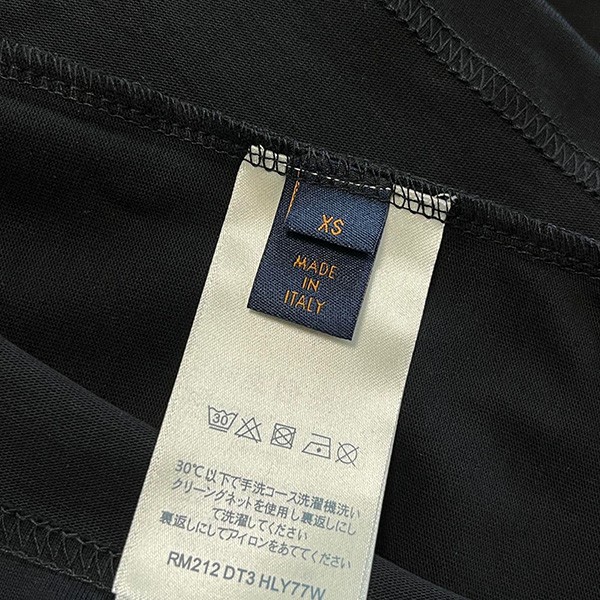 XS
MADE
IN
ITALY
30
30℃以下で手洗コース洗濯機洗い
クリーングネットを使用し裏返しにし
て洗濯してください
裏返しにしてアイロンをあててください
RM212 DT3 HLY77W